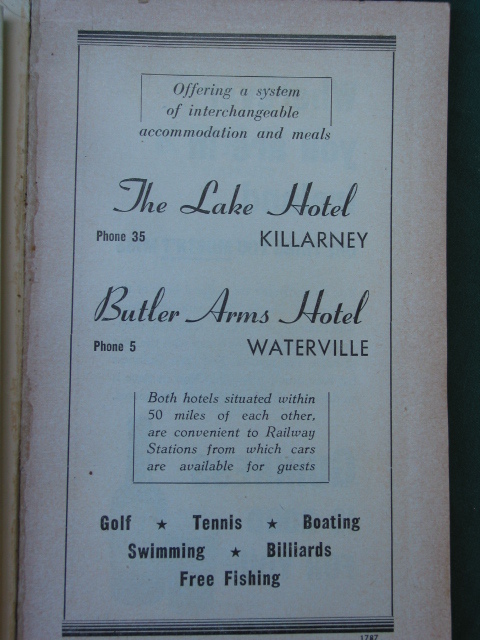 Offering a system
of interchangeable
accommodation and meals
The Lake Hotel
Phone 35 KILLARNEY
Butler Arms Hotel
Phone 5 WATERVILLE
Both hotels situated within
50 miles of each other,
are convenient to Railway
Stations from which cars
are available for guests
Golf ★ Tennis ★ Boating
Swimming ★ Billiards
Free Fishing
1787